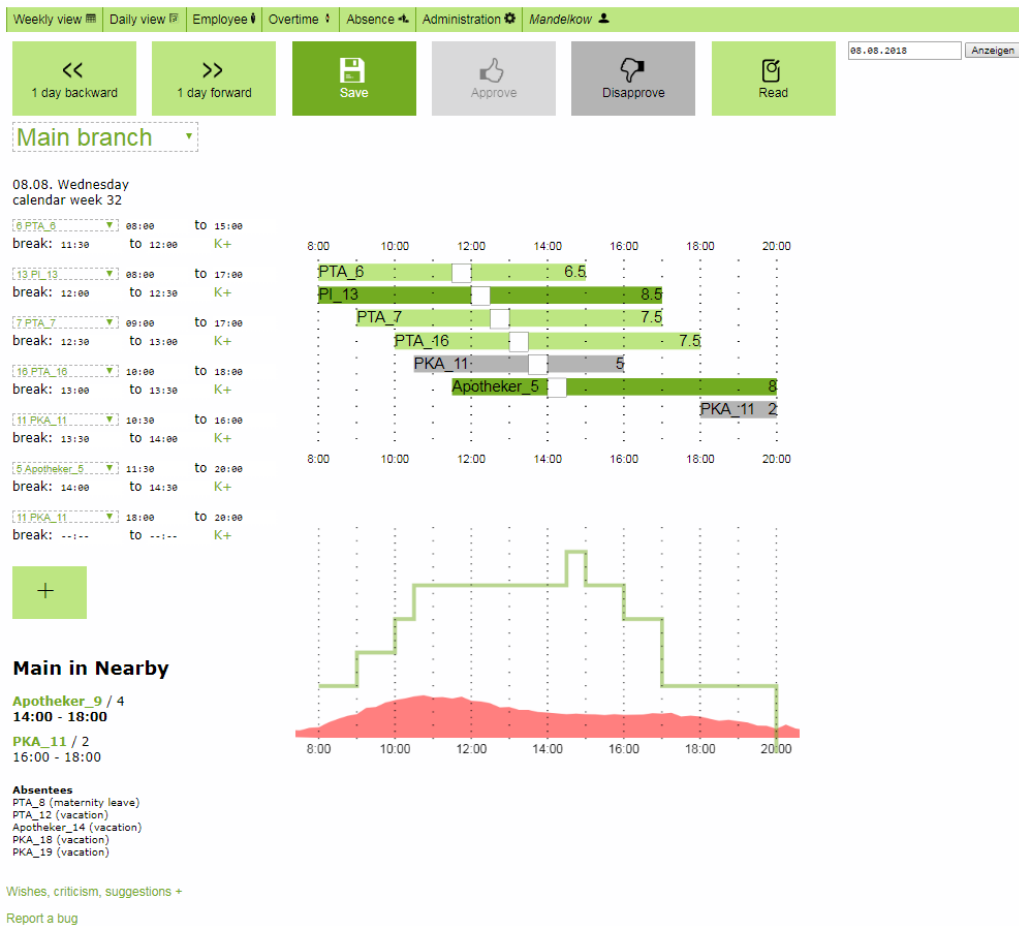 Weekly view Daily view Employee Overtime Absence Administration Mandelkow
08.08.2018 Anzeigen
<< >>
1 day backward 1 day forward Save Approve Disapprove Read
Main branch
08.08. Wednesday
calendar week 32
6 PTA_6 08:00 to 15:00
break: 11:30 to 12:00 K+
13 PI_13 08:00 to 17:00
break: 12:00 to 12:30 K+
7 PTA_7 09:00 to 17:00
break: 12:30 to 13:00 K+
16 PTA_16 10:00 to 18:00
break: 13:00 to 13:30 K+
11 PKA_11 10:30 to 16:00
break: 13:30 to 14:00 K+
5 Apotheker_5 11:30 to 20:00
break: 14:00 to 14:30 K+
11 PKA_11 18:00 to 20:00
break: --:-- to --:-- K+
+
8:00 10:00 12:00 14:00 16:00 18:00 20:00
PTA_6 6.5
PI_13 8.5
PTA_7 7.5
PTA_16 7.5
PKA_11 5
Apotheker_5 8
PKA_11 2
8:00 10:00 12:00 14:00 16:00 18:00 20:00
8:00 10:00 12:00 14:00 16:00 18:00 20:00
Main in Nearby
Apotheker_9 / 4
14:00 - 18:00
PKA_11 / 2
16:00 - 18:00
Absentees
PTA_8 (maternity leave)
PTA_12 (vacation)
Apotheker_14 (vacation)
PKA_18 (vacation)
PKA_19 (vacation)
Wishes, criticism, suggestions +
Report a bug